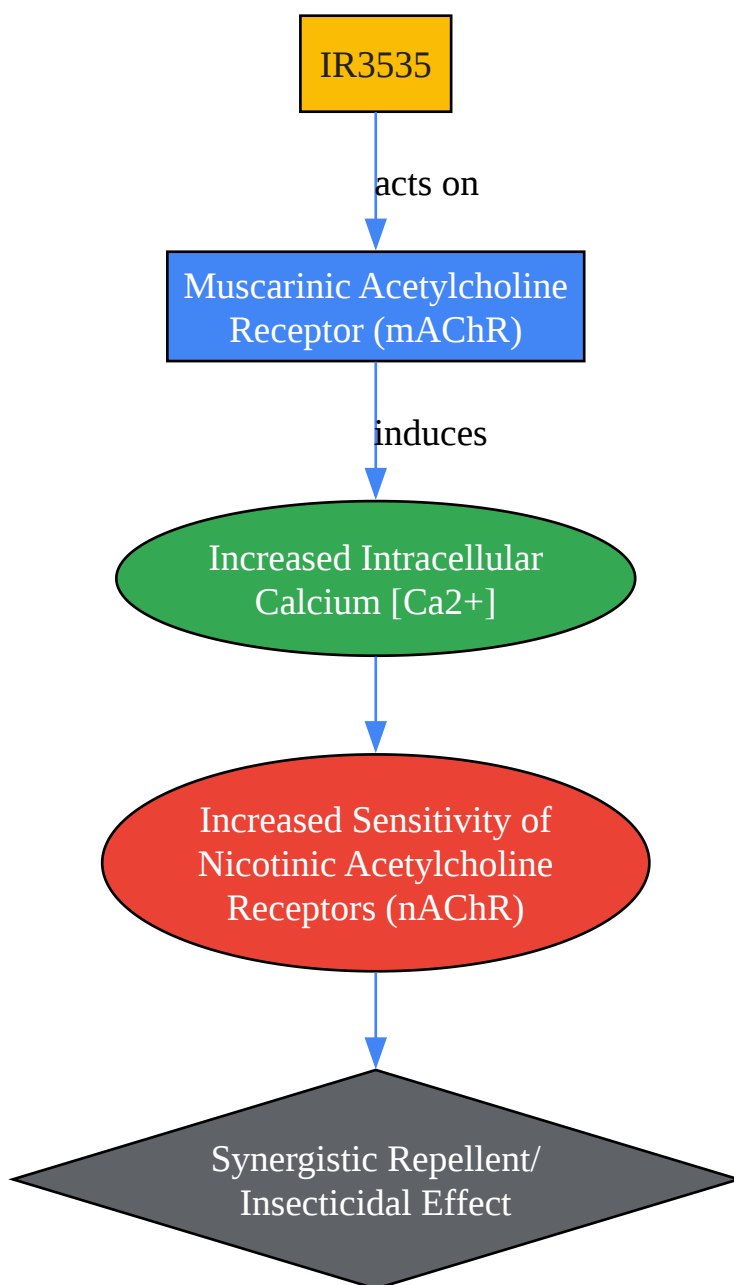 IR3535
acts on
Muscarinic Acetylcholine
Receptor (mAChR)
induces
Increased Intracellular
Calcium [Ca2+]
Increased Sensitivity of
Nicotinic Acetylcholine
Receptors (nAChR)
Synergistic Repellent/
Insecticidal Effect